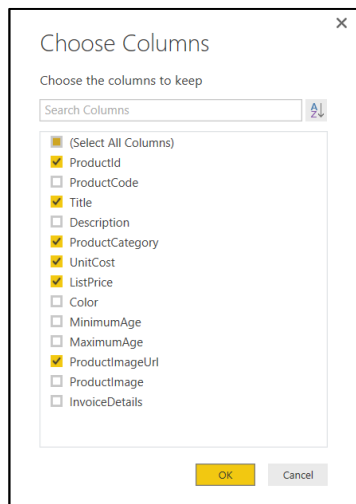 Choose Columns
Choose the columns to keep
Search Columns
(Select All Columns)
ProductId
ProductCode
Title
Description
ProductCategory
UnitCost
ListPrice
Color
MinimumAge
MaximumAge
ProductImageUrl
ProductImage
InvoiceDetails
OK
Cancel